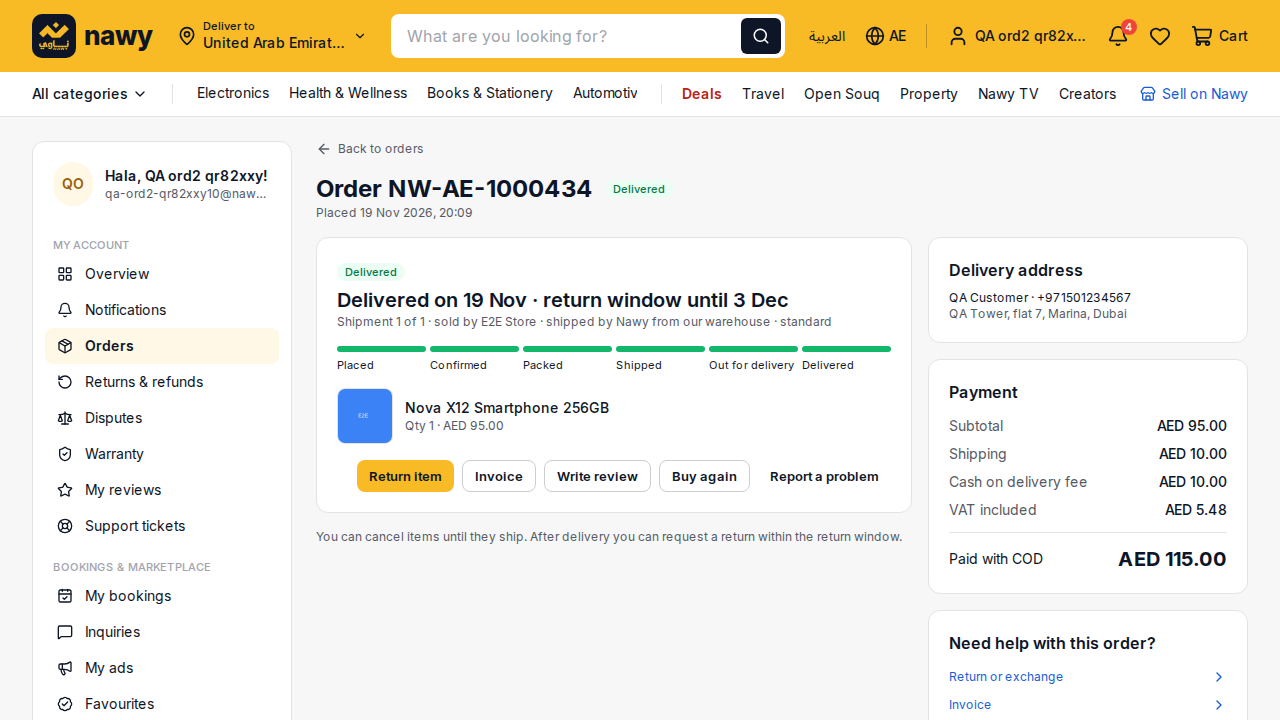 ناوي
nawy
Deliver to
United Arab Emirat...
What are you looking for?
العربية
AE
QA ord2 qr82x...
4
Cart
All categories
Electronics
Health & Wellness
Books & Stationery
Automotiv
Deals
Travel
Open Souq
Property
Nawy TV
Creators
Sell on Nawy
QO
Hala, QA ord2 qr82xxy!
qa-ord2-qr82xxy10@naw...
MY ACCOUNT
Overview
Notifications
Orders
Returns & refunds
Disputes
Warranty
My reviews
Support tickets
BOOKINGS & MARKETPLACE
My bookings
Inquiries
My ads
Favourites
Back to orders
Order NW-AE-1000434
Delivered
Placed 19 Nov 2026, 20:09
Delivered
Delivered on 19 Nov · return window until 3 Dec
Shipment 1 of 1 · sold by E2E Store · shipped by Nawy from our warehouse · standard
Placed
Confirmed
Packed
Shipped
Out for delivery
Delivered
E2E
Nova X12 Smartphone 256GB
Qty 1 · AED 95.00
Return item
Invoice
Write review
Buy again
Report a problem
You can cancel items until they ship. After delivery you can request a return within the return window.
Delivery address
QA Customer · +971501234567
QA Tower, flat 7, Marina, Dubai
Payment
Subtotal AED 95.00
Shipping AED 10.00
Cash on delivery fee AED 10.00
VAT included AED 5.48
Paid with COD AED 115.00
Need help with this order?
Return or exchange
Invoice